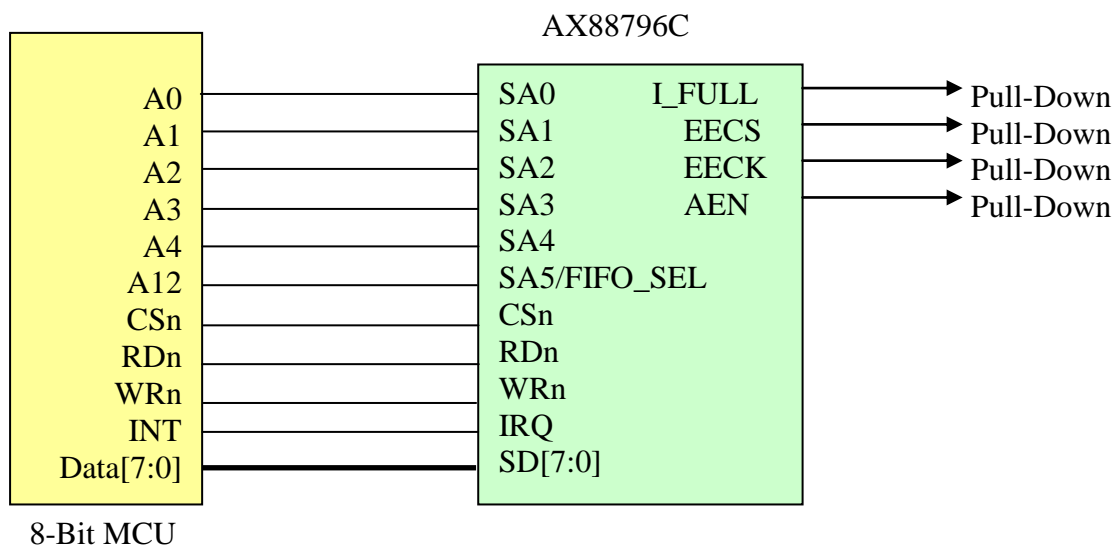 AX88796C
A0
A1
A2
A3
A4
A12
CSn
RDn
WRn
INT
Data[7:0]
8-Bit MCU
SA0 I_FULL
SA1 EECS
SA2 EECK
SA3 AEN
SA4
SA5/FIFO_SEL
CSn
RDn
WRn
IRQ
SD[7:0]
Pull-Down
Pull-Down
Pull-Down
Pull-Down